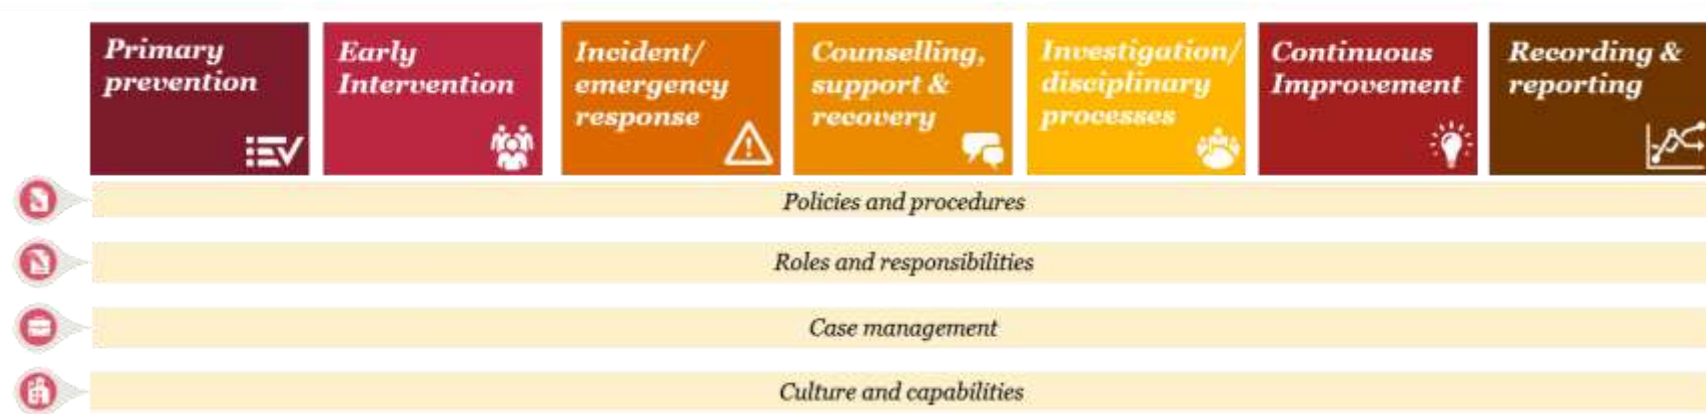 Primary
prevention
Early
Intervention
Incident/
emergency
response
Counselling,
support &
recovery
Investigation/
disciplinary
processes
Continuous
Improvement
Recording &
reporting
Policies and procedures
Roles and responsibilities
Case management
Culture and capabilities